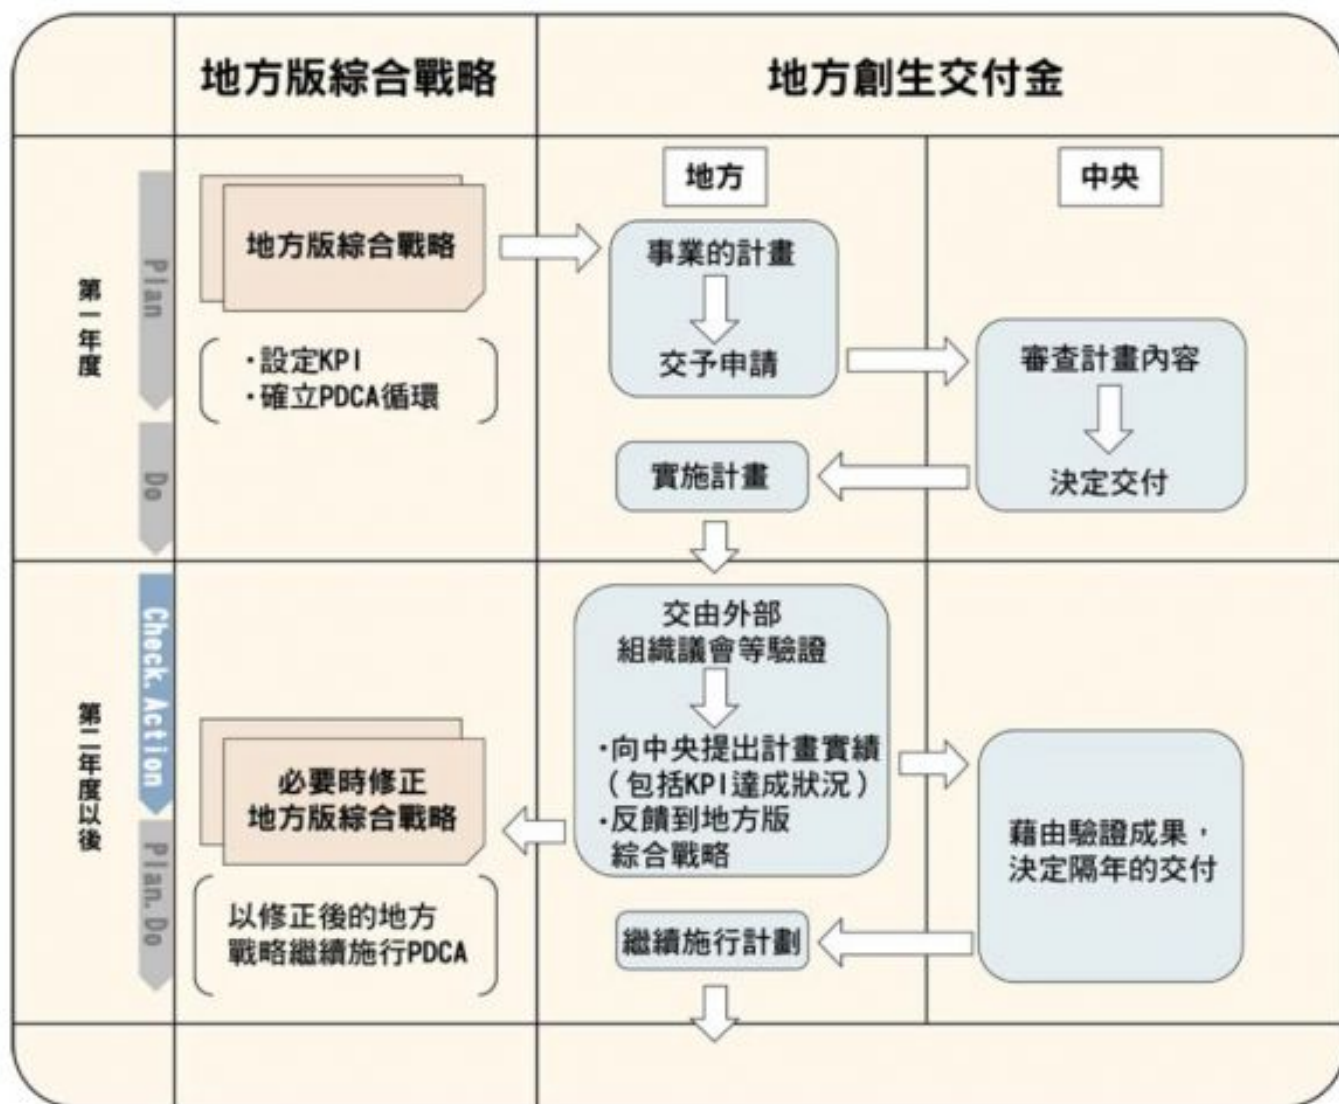 地方版綜合戰略
地方創生交付金
地方
中央
第一年度
Plan
Do
地方版綜合戰略
・設定KPI
・確立PDCA循環
事業的計畫
交予申請
審查計畫內容
決定交付
實施計畫
第二年度以後
Check. Action
Plan. Do
交由外部
組織議會等驗證
・向中央提出計畫實績
（包括KPI達成狀況）
・反饋到地方版
綜合戰略
必要時修正
地方版綜合戰略
以修正後的地方
戰略繼續施行PDCA
藉由驗證成果，
決定隔年的交付
繼續施行計劃